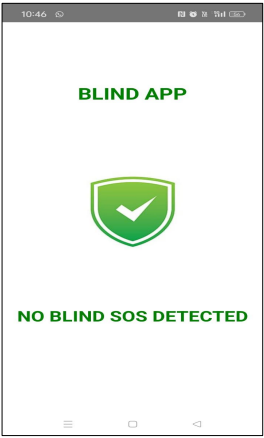 10:46
BLIND APP
NO BLIND SOS DETECTED